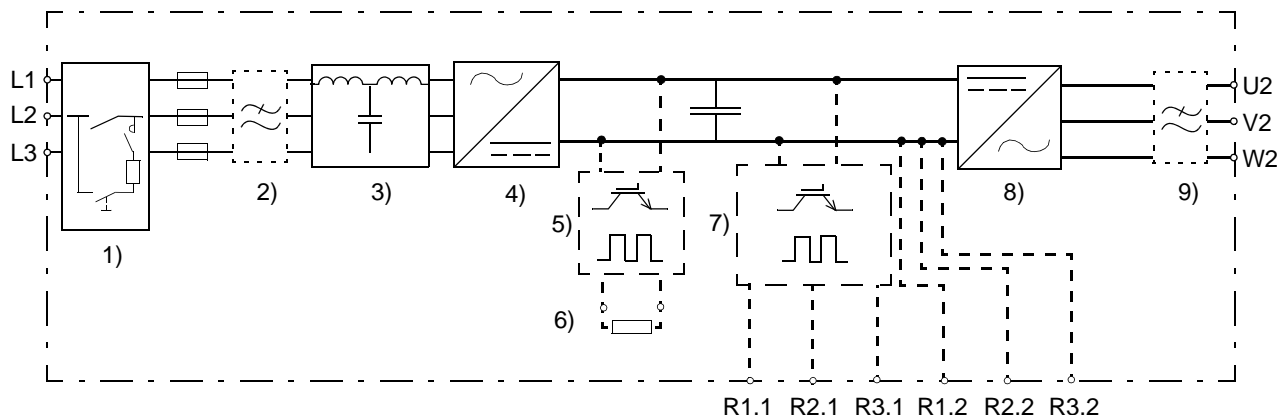 L1
L2
L3
1)
2)
3)
4)
5)
6)
7)
8)
9)
U2
V2
W2
R1.1 R2.1 R3.1 R1.2 R2.2 R3.2